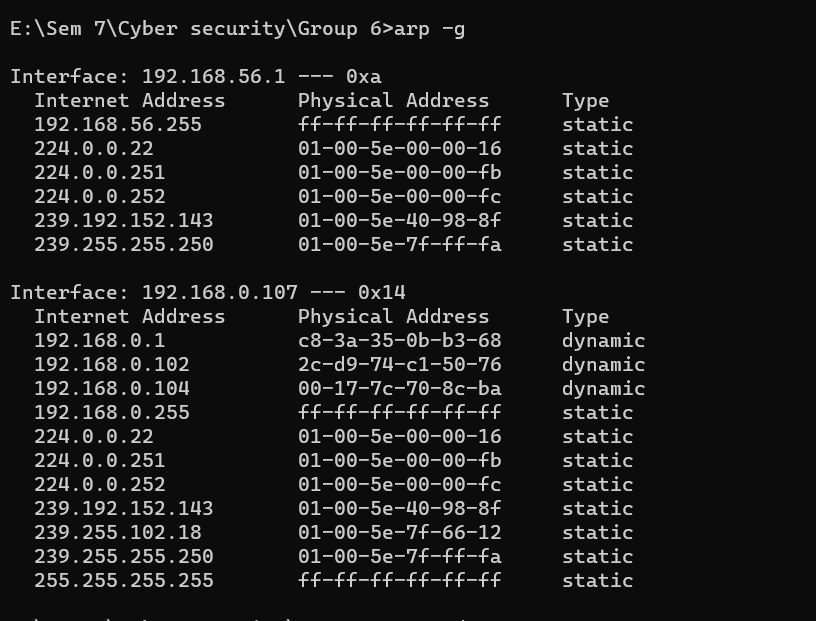 E:\Sem 7\Cyber security\Group 6>arp -g
Interface: 192.168.56.1 --- 0xa
Internet Address Physical Address Type
192.168.56.255 ff-ff-ff-ff-ff-ff static
224.0.0.22 01-00-5e-00-00-16 static
224.0.0.251 01-00-5e-00-00-fb static
224.0.0.252 01-00-5e-00-00-fc static
239.192.152.143 01-00-5e-40-98-8f static
239.255.255.250 01-00-5e-7f-ff-fa static
Interface: 192.168.0.107 --- 0x14
Internet Address Physical Address Type
192.168.0.1 c8-3a-35-0b-b3-68 dynamic
192.168.0.102 2c-d9-74-c1-50-76 dynamic
192.168.0.104 00-17-7c-70-8c-ba dynamic
192.168.0.255 ff-ff-ff-ff-ff-ff static
224.0.0.22 01-00-5e-00-00-16 static
224.0.0.251 01-00-5e-00-00-fb static
224.0.0.252 01-00-5e-00-00-fc static
239.192.152.143 01-00-5e-40-98-8f static
239.255.102.18 01-00-5e-7f-66-12 static
239.255.255.250 01-00-5e-7f-ff-fa static
255.255.255.255 ff-ff-ff-ff-ff-ff static